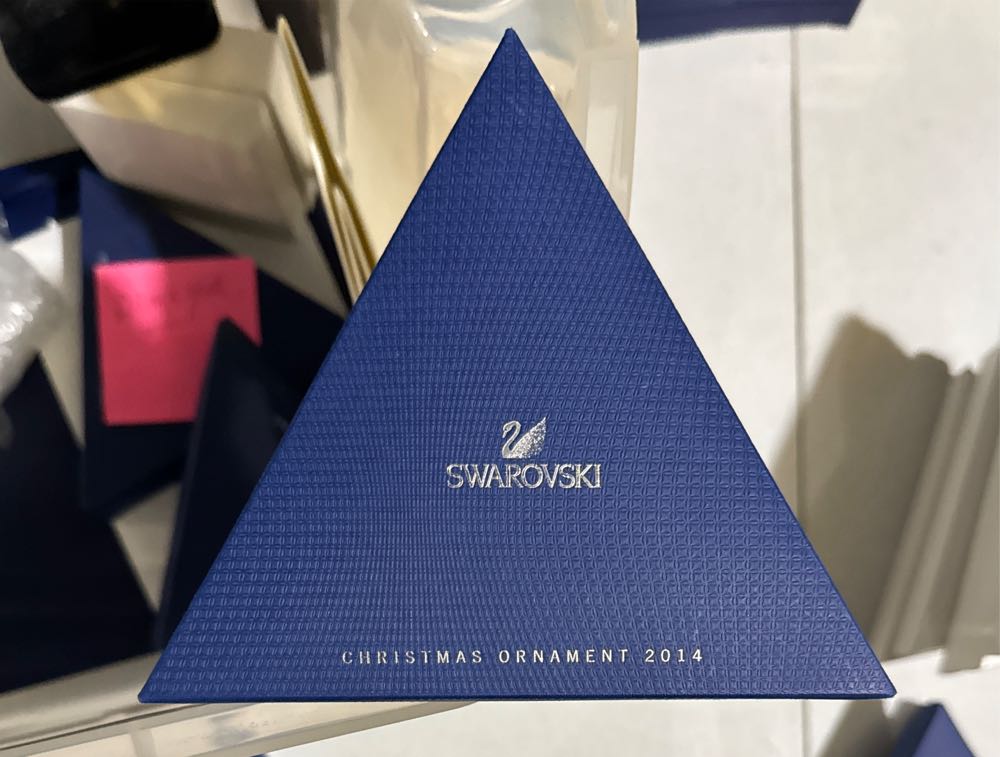 SWAROVSKI
CHRISTMAS ORNAMENT 2014